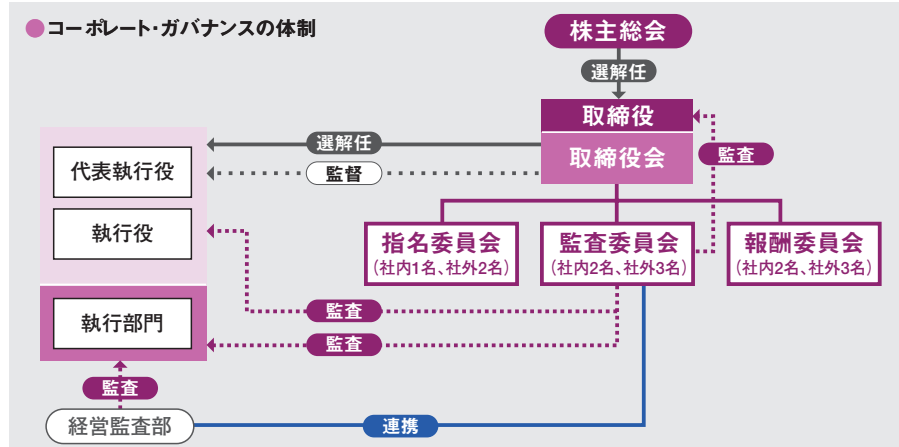 ●コーポレート・ガバナンスの体制
株主総会
選解任
取締役
取締役会
選解任
監督
監査
代表執行役
執行役
執行部門
指名委員会
(社内1名、社外2名)
監査委員会
(社内2名、社外3名)
報酬委員会
(社内2名、社外3名)
監査
監査
監査
経営監査部
連携